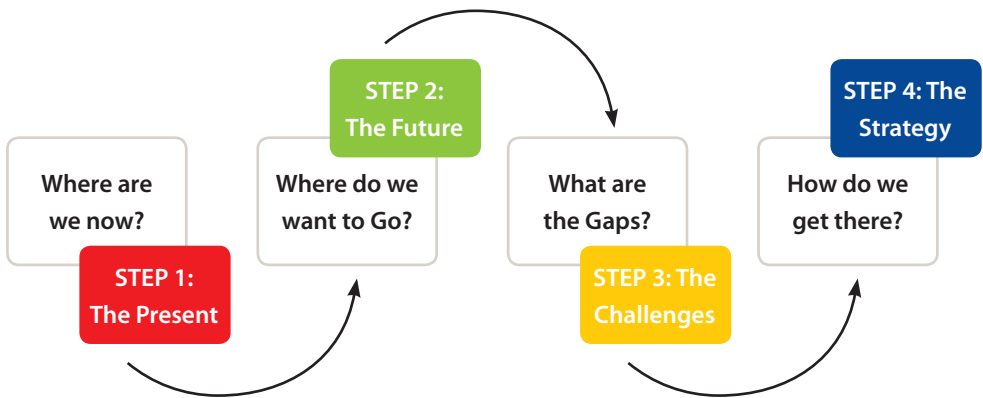 Where are
we now?
STEP 1:
The Present
STEP 2:
The Future
Where do we
want to Go?
What are
the Gaps?
STEP 3: The
Challenges
STEP 4: The
Strategy
How do we
get there?